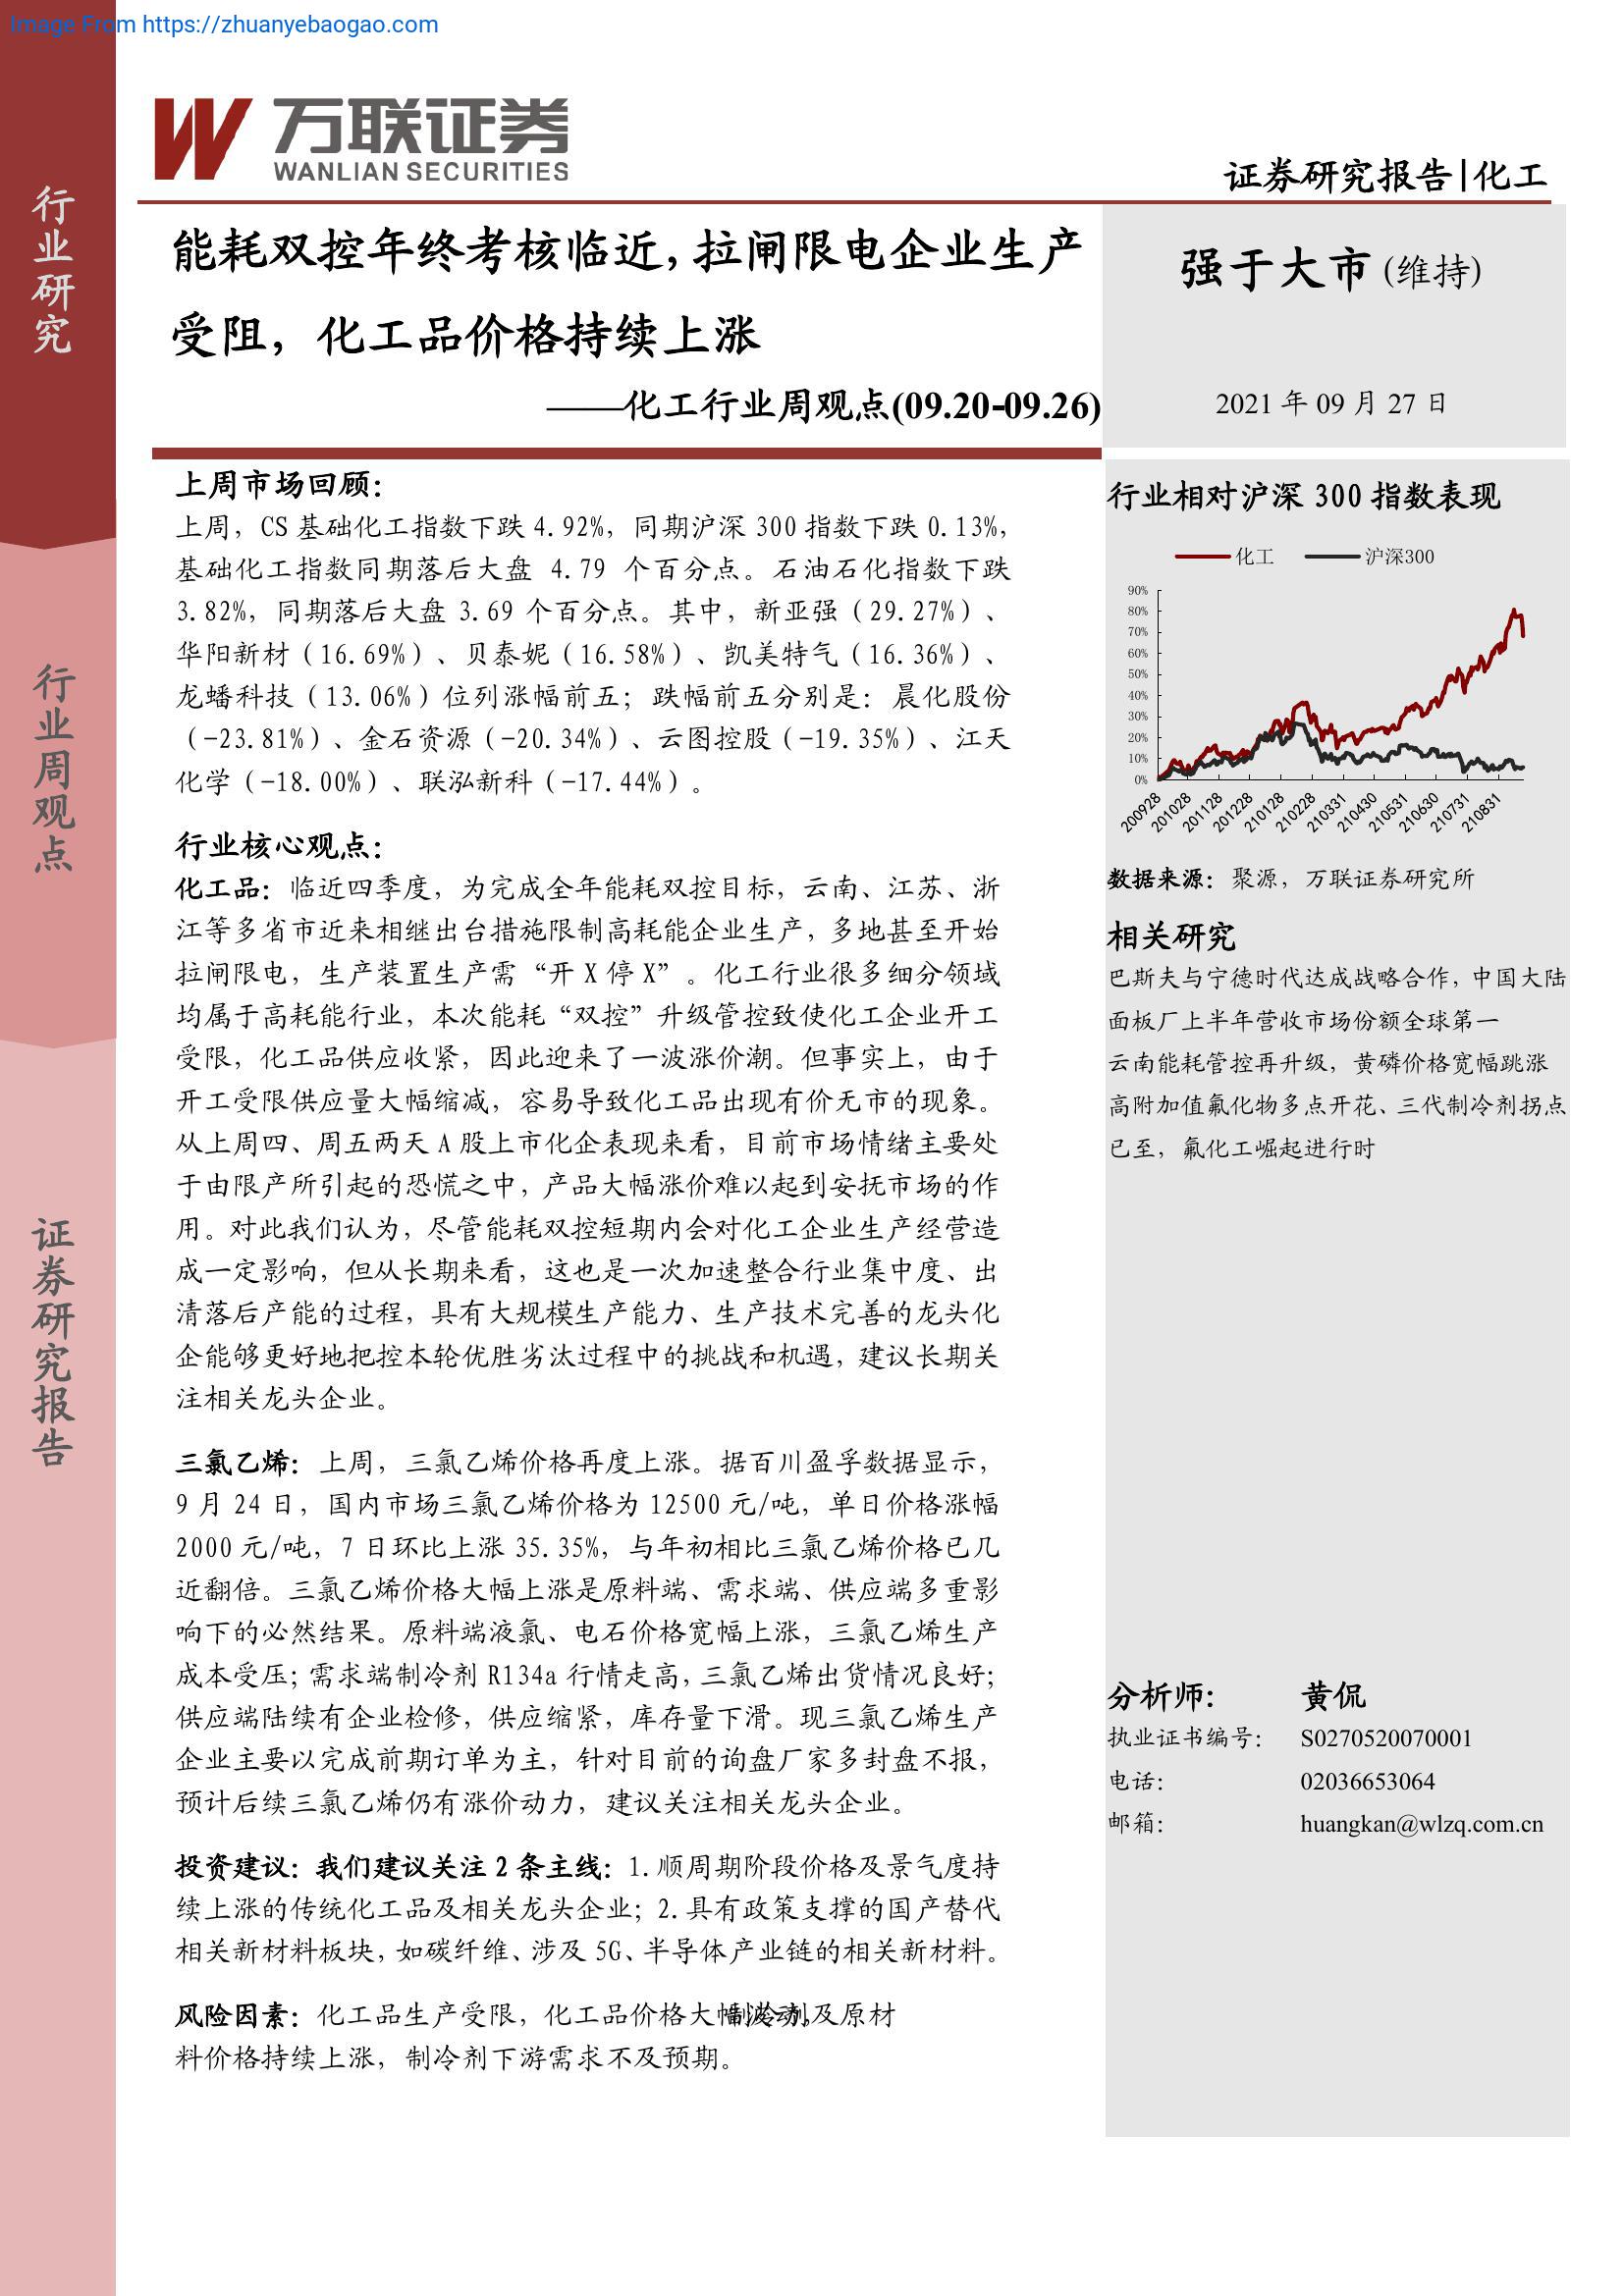 Image From https://zhuanyebaogao.com
万联证券
WANLIAN SECURITIES
证券研究报告|化工
行业研究
行业周观点
证券研究报告
能耗双控年终考核临近，拉闸限电企业生产
受阻，化工品价格持续上涨
——化工行业周观点(09.20-09.26)
强于大市(维持)
2021 年 09 月 27 日
上周市场回顾：
上周，CS 基础化工指数下跌 4.92%，同期沪深 300 指数下跌 0.13%，
基础化工指数同期落后大盘 4.79 个百分点。石油石化指数下跌
3.82%，同期落后大盘 3.69 个百分点。其中，新亚强（29.27%）、
华阳新材（16.69%）、贝泰妮（16.58%）、凯美特气（16.36%）、
龙蟠科技（13.06%）位列涨幅前五；跌幅前五分别是：晨化股份
（-23.81%）、金石资源（-20.34%）、云图控股（-19.35%）、江天
化学（-18.00%）、联泓新科（-17.44%）。
行业核心观点：
化工品：临近四季度，为完成全年能耗双控目标，云南、江苏、浙
江等多省市近来相继出台措施限制高耗能企业生产，多地甚至开始
拉闸限电，生产装置生产需“开 X 停 X”。化工行业很多细分领域
均属于高耗能行业，本次能耗“双控”升级管控致使化工企业开工
受限，化工品供应收紧，因此迎来了一波涨价潮。但事实上，由于
开工受限供应量大幅缩减，容易导致化工品出现有价无市的现象。
从上周四、周五两天 A 股上市化企表现来看，目前市场情绪主要处
于由限产所引起的恐慌之中，产品大幅涨价难以起到安抚市场的作
用。对此我们认为，尽管能耗双控短期内会对化工企业生产经营造
成一定影响，但从长期来看，这也是一次加速整合行业集中度、出
清落后产能的过程，具有大规模生产能力、生产技术完善的龙头化
企能够更好地把控本轮优胜劣汰过程中的挑战和机遇，建议长期关
注相关龙头企业。
三氯乙烯：上周，三氯乙烯价格再度上涨。据百川盈孚数据显示，
9 月 24 日，国内市场三氯乙烯价格为 12500 元/吨，单日价格涨幅
2000 元/吨，7 日环比上涨 35.35%，与年初相比三氯乙烯价格已几
近翻倍。三氯乙烯价格大幅上涨是原料端、需求端、供应端多重影
响下的必然结果。原料端液氯、电石价格宽幅上涨，三氯乙烯生产
成本受压；需求端制冷剂 R134a 行情走高，三氯乙烯出货情况良好；
供应端陆续有企业检修，供应缩紧，库存量下滑。现三氯乙烯生产
企业主要以完成前期订单为主，针对目前的询盘厂家多封盘不报，
预计后续三氯乙烯仍有涨价动力，建议关注相关龙头企业。
投资建议：我们建议关注 2 条主线：1.顺周期阶段价格及景气度持
续上涨的传统化工品及相关龙头企业；2.具有政策支撑的国产替代
相关新材料板块，如碳纤维、涉及 5G、半导体产业链的相关新材料。
风险因素：化工品生产受限，化工品价格大幅波动，制冷剂及原材
料价格持续上涨，制冷剂下游需求不及预期。
行业相对沪深 300 指数表现
化工 沪深300
90%
80%
70%
60%
50%
40%
30%
20%
10%
0%
200928 201028 201128 201228 210128 210228 210331 210430 210531 210630 210731 210831
数据来源：聚源，万联证券研究所
相关研究
巴斯夫与宁德时代达成战略合作，中国大陆
面板厂上半年营收市场份额全球第一
云南能耗管控再升级，黄磷价格宽幅跳涨
高附加值氟化物多点开花、三代制冷剂拐点
已至，氟化工崛起进行时
分析师： 黄侃
执业证书编号： S0270520070001
电话： 02036653064
邮箱： huangkan@wlzq.com.cn